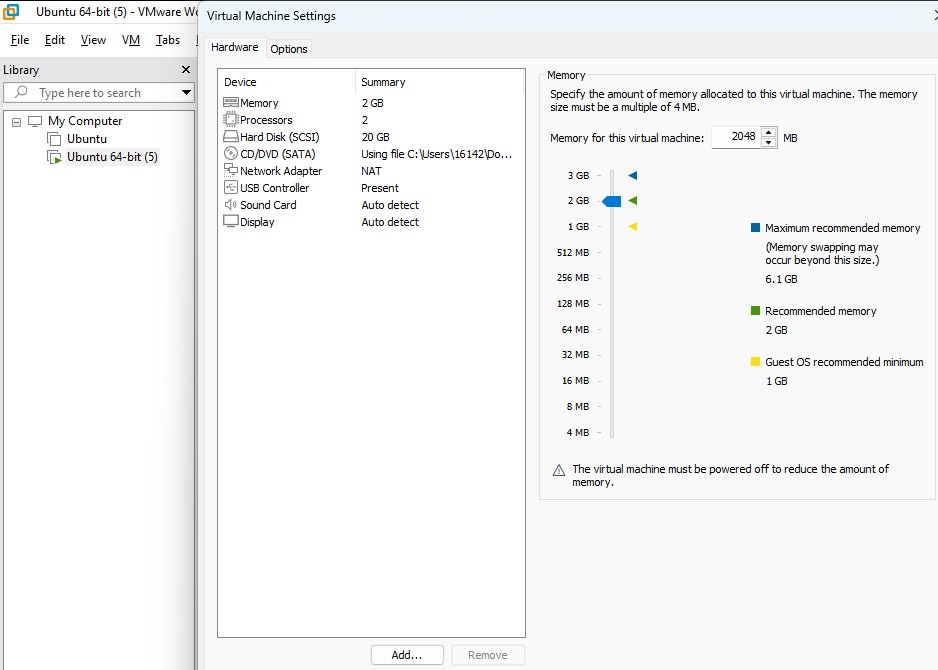 Ubuntu 64-bit (5) - VMware Wo
Virtual Machine Settings
File Edit View VM Tabs
Hardware Options
Library
Type here to search
My Computer
Ubuntu
Ubuntu 64-bit (5)
Device Summary
Memory 2 GB
Processors 2
Hard Disk (SCSI) 20 GB
CD/DVD (SATA) Using file C:\Users\16142\Do...
Network Adapter NAT
USB Controller Present
Sound Card Auto detect
Display Auto detect
Add... Remove
Memory
Specify the amount of memory allocated to this virtual machine. The memory
size must be a multiple of 4 MB.
Memory for this virtual machine: 2048 MB
3 GB
2 GB
1 GB
512 MB
256 MB
128 MB
64 MB
32 MB
16 MB
8 MB
4 MB
Maximum recommended memory
(Memory swapping may
occur beyond this size.)
6.1 GB
Recommended memory
2 GB
Guest OS recommended minimum
1 GB
The virtual machine must be powered off to reduce the amount of
memory.